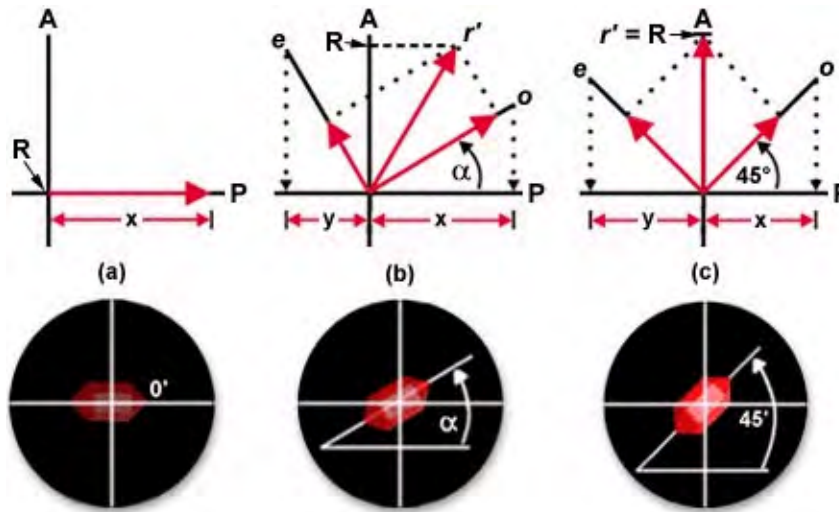 A
R
P
x
(a)
A
e
R
r'
o
α
P
y
x
(b)
A
r' = R
e
o
45°
P
y
x
(c)
0'
α
45'